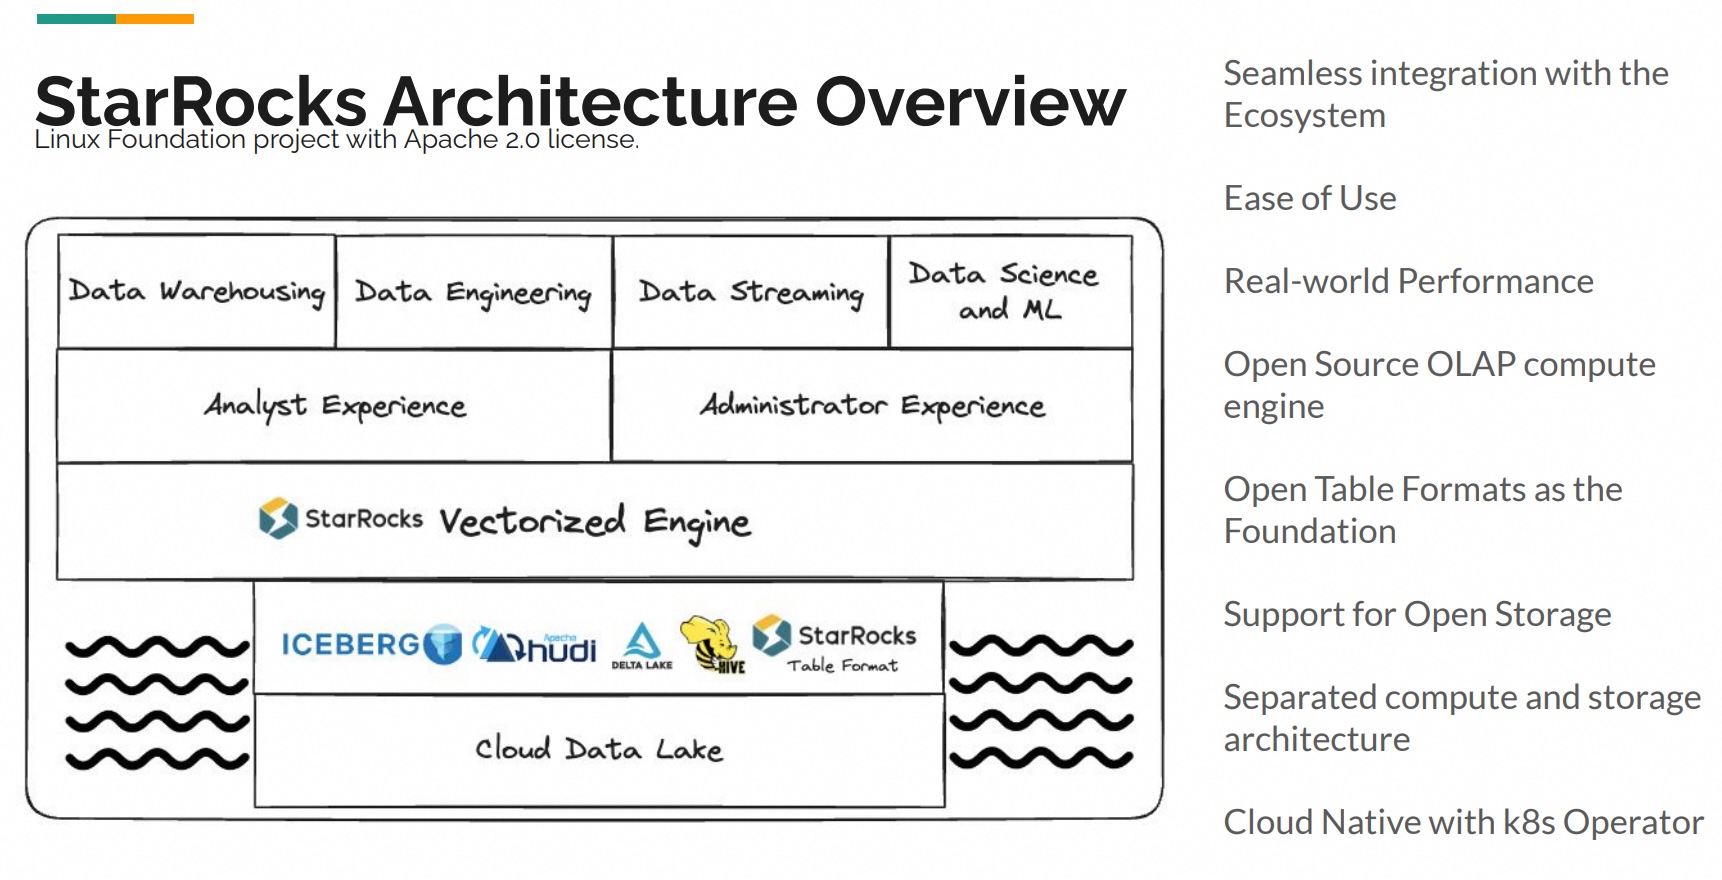 StarRocks Architecture Overview
Linux Foundation project with Apache 2.0 license.
Data Warehousing
Data Engineering
Data Streaming
Data Science
and ML
Analyst Experience
Administrator Experience
StarRocks Vectorized Engine
ICEBERG
Apache
hudi
DELTA LAKE
HIVE
StarRocks
Table Format
Cloud Data Lake
Seamless integration with the
Ecosystem
Ease of Use
Real-world Performance
Open Source OLAP compute
engine
Open Table Formats as the
Foundation
Support for Open Storage
Separated compute and storage
architecture
Cloud Native with k8s Operator